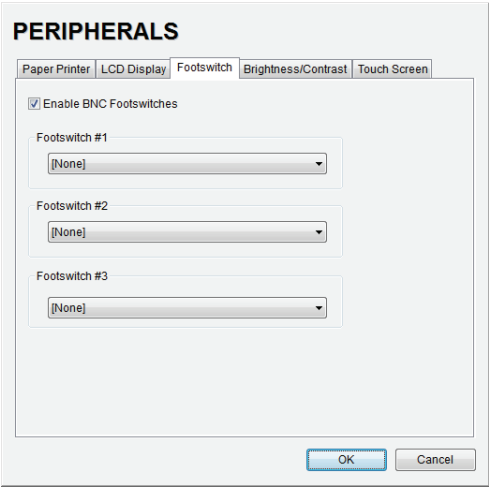 PERIPHERALS
Paper Printer LCD Display Footswitch Brightness/Contrast Touch Screen
Enable BNC Footswitches
Footswitch #1
[None]
Footswitch #2
[None]
Footswitch #3
[None]
OK Cancel